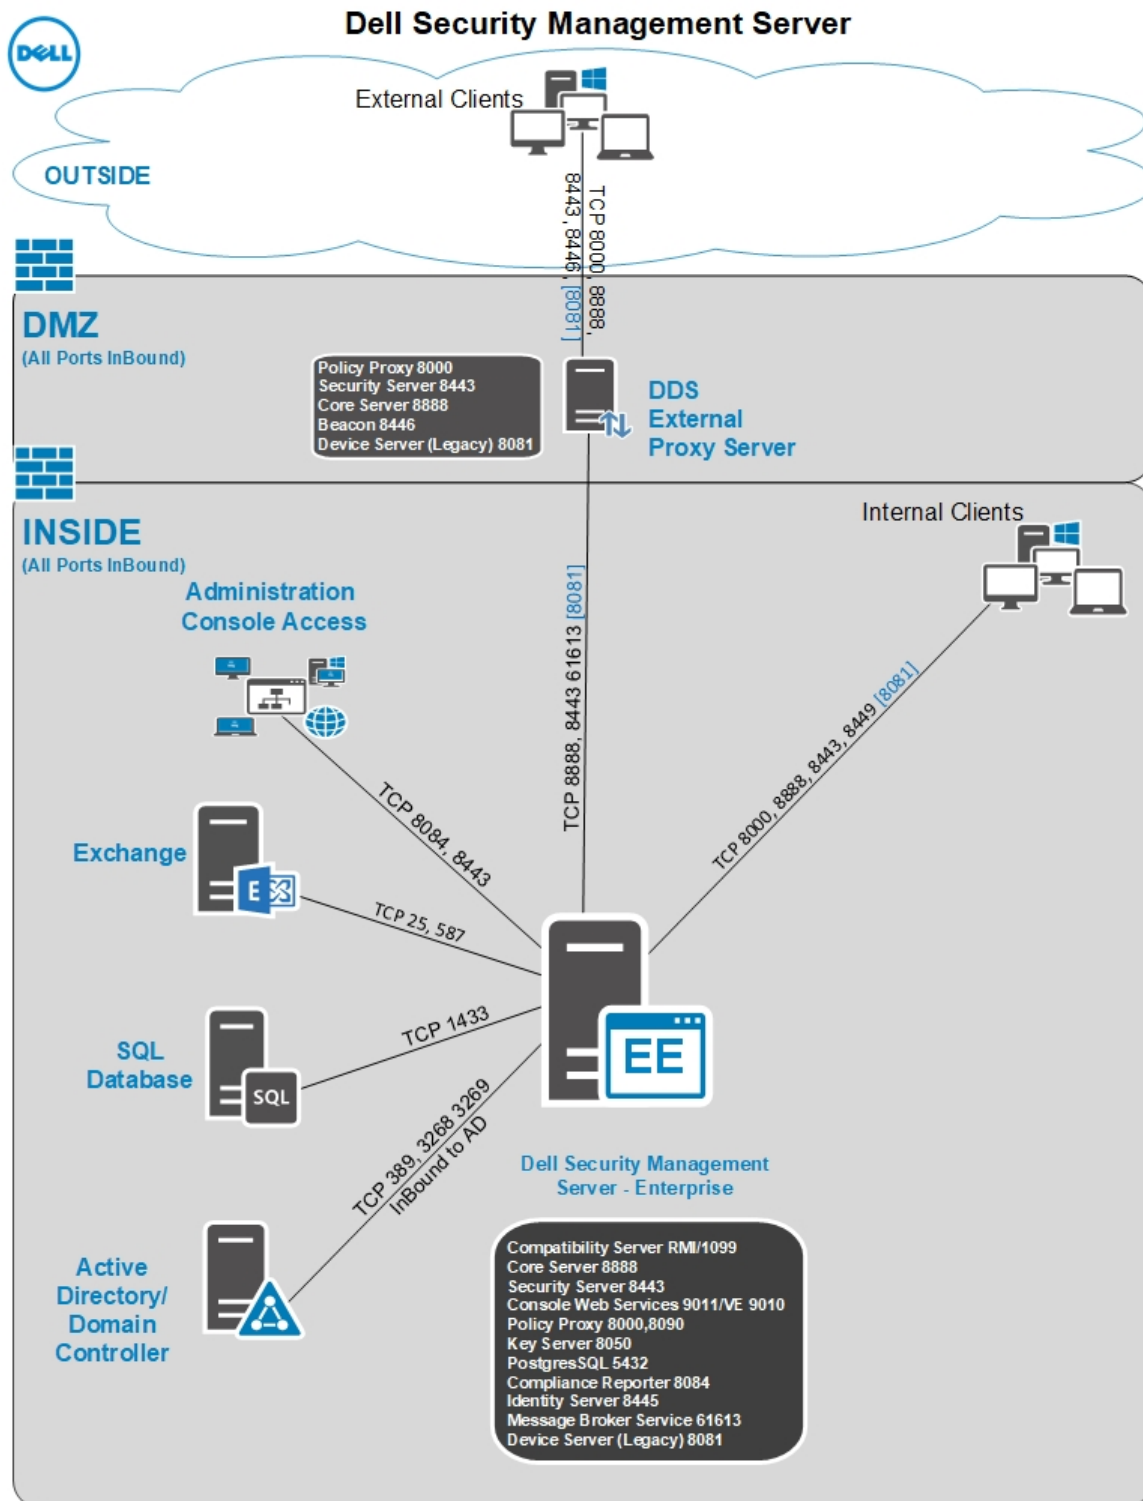 Dell Security Management Server
DELL
External Clients
OUTSIDE
TCP 8000, 8888,
8443, 8446, [8081]
DMZ
(All Ports InBound)
Policy Proxy 8000
Security Server 8443
Core Server 8888
Beacon 8446
Device Server (Legacy) 8081
DDS
External
Proxy Server
INSIDE
(All Ports InBound)
Internal Clients
Administration
Console Access
TCP 8888, 8443 61613 [8081]
TCP 8000, 8888, 8443, 8449 [8081]
TCP 8084, 8443
Exchange
E
TCP 25, 587
TCP 1433
SQL
Database
SQL
EE
TCP 389, 3268 3269
InBound to AD
Dell Security Management
Server - Enterprise
Active
Directory/
Domain
Controller
Compatibility Server RMI/1099
Core Server 8888
Security Server 8443
Console Web Services 9011/VE 9010
Policy Proxy 8000,8090
Key Server 8050
PostgresSQL 5432
Compliance Reporter 8084
Identity Server 8445
Message Broker Service 61613
Device Server (Legacy) 8081